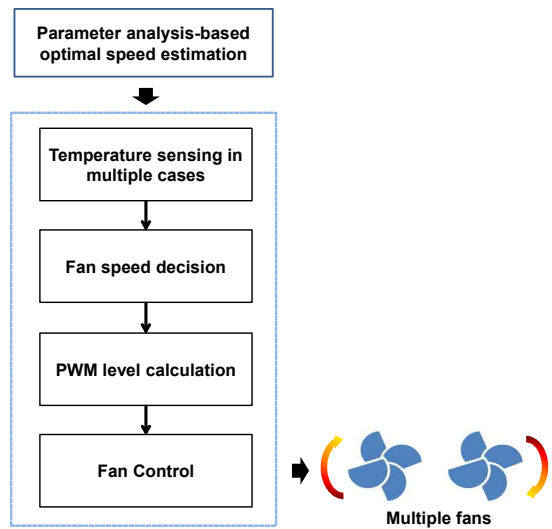 Parameter analysis-based
optimal speed estimation
Temperature sensing in
multiple cases
Fan speed decision
PWM level calculation
Fan Control
Multiple fans